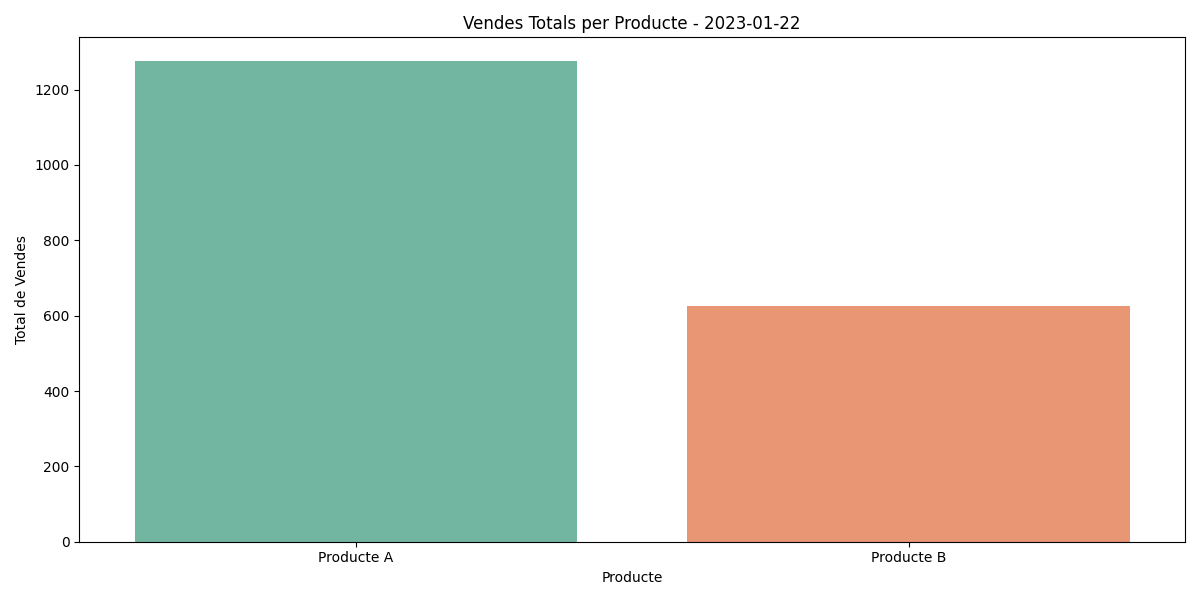 Vendes Totals per Producte - 2023-01-22
Total de Vendes
1200
1000
800
600
400
200
0
Producte A
Producte B
Producte